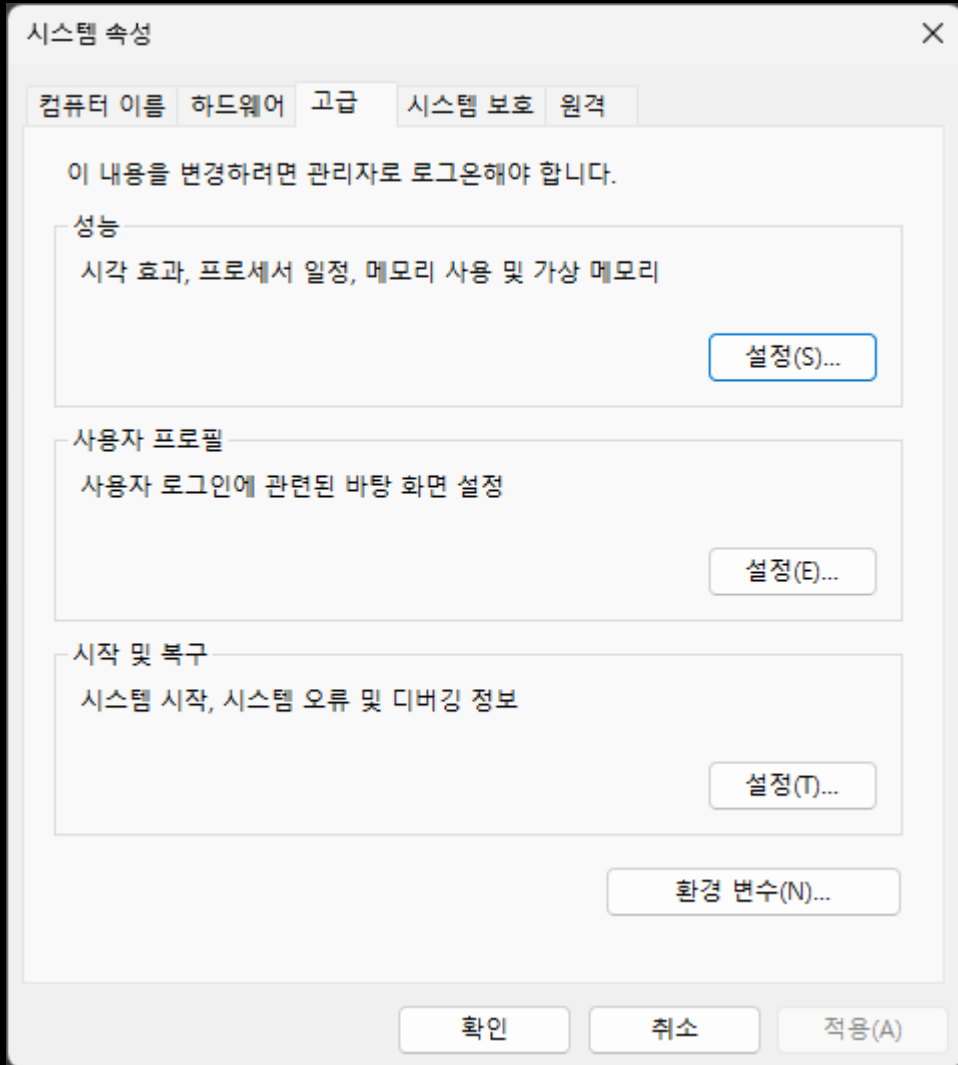 시스템 속성
컴퓨터 이름 하드웨어 고급 시스템 보호 원격
이 내용을 변경하려면 관리자로 로그온해야 합니다.
성능
시각 효과, 프로세서 일정, 메모리 사용 및 가상 메모리
설정(S)...
사용자 프로필
사용자 로그인에 관련된 바탕 화면 설정
설정(E)...
시작 및 복구
시스템 시작, 시스템 오류 및 디버깅 정보
설정(T)...
환경 변수(N)...
확인 취소 적용(A)